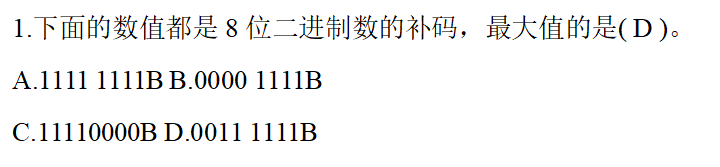 1.下面的数值都是 8 位二进制数的补码，最大值的是( D )。
A.1111 1111B B.0000 1111B
C.11110000B D.0011 1111B